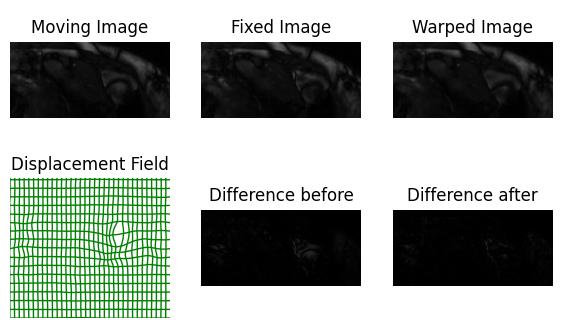 Moving Image
Fixed Image
Warped Image
Displacement Field
Difference before
Difference after